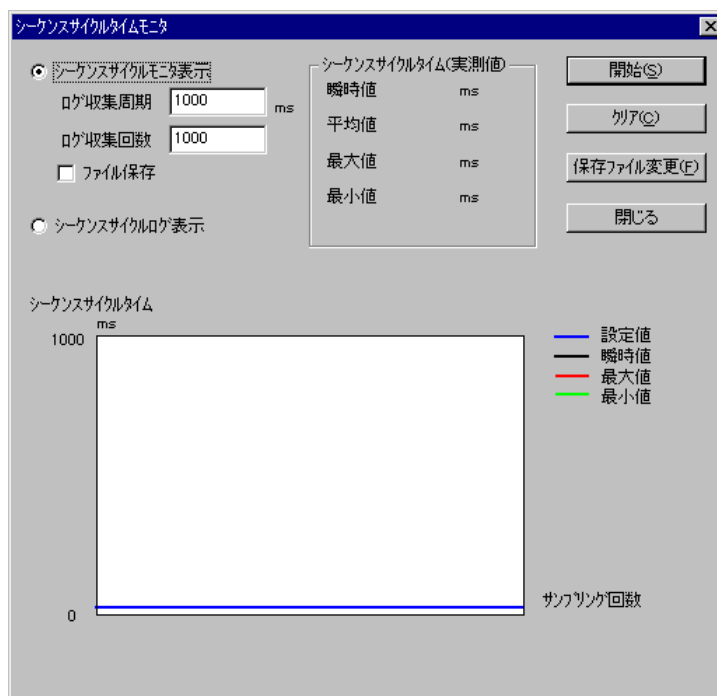 シーケンスサイクルタイムモニタ
シーケンスサイクルモニタ表示
ログ収集周期 1000 ms
ログ収集回数 1000
ファイル保存
シーケンスサイクルログ表示
シーケンスサイクルタイム(実測値)
瞬時値 ms
平均値 ms
最大値 ms
最小値 ms
開始(S)
クリア(C)
保存ファイル変更(F)
閉じる
シーケンスサイクルタイム
ms
1000
0
サンプリング回数
設定値
瞬時値
最大値
最小値